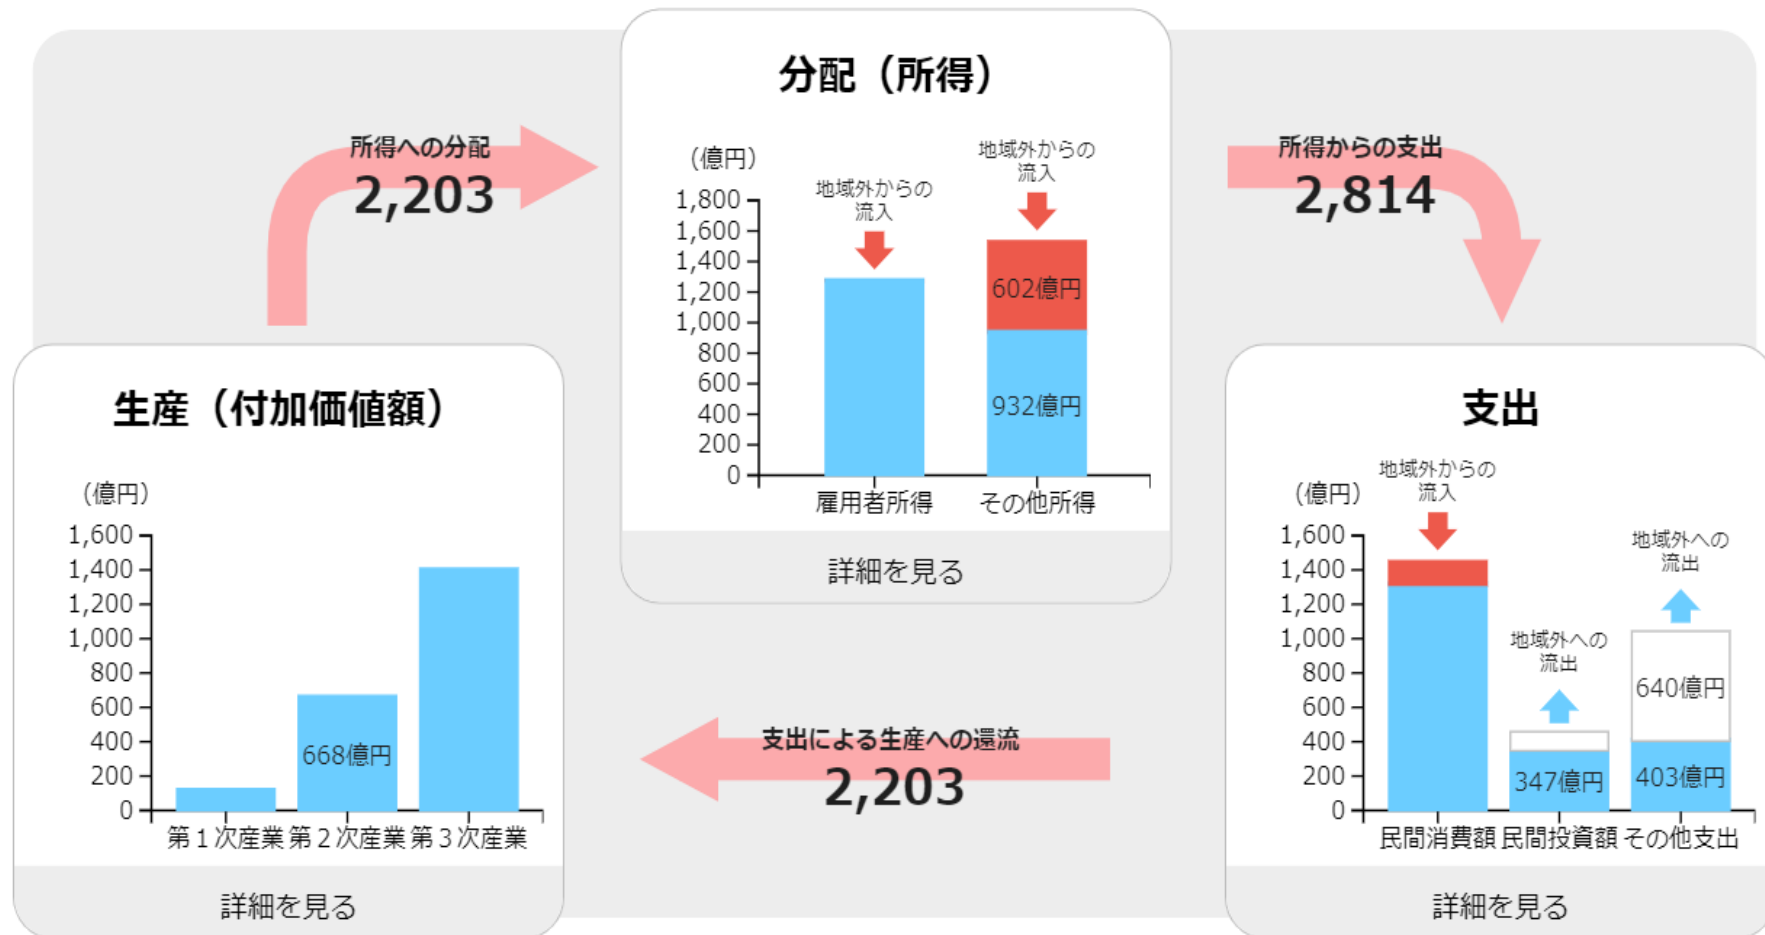 分配（所得）
所得への分配
2,203
（億円）
地域外からの
流入
地域外からの
流入
1,800
1,600
1,400
1,200
1,000
800
600
400
200
0
602億円
932億円
雇用者所得
その他所得
詳細を見る
所得からの支出
2,814
生産（付加価値額）
（億円）
1,600
1,400
1,200
1,000
800
600
400
200
0
668億円
第１次産業 第２次産業 第３次産業
詳細を見る
支出による生産への還流
2,203
支出
（億円）
地域外からの
流入
地域外への
流出
地域外への
流出
1,600
1,400
1,200
1,000
800
600
400
200
0
640億円
347億円
403億円
民間消費額 民間投資額 その他支出
詳細を見る